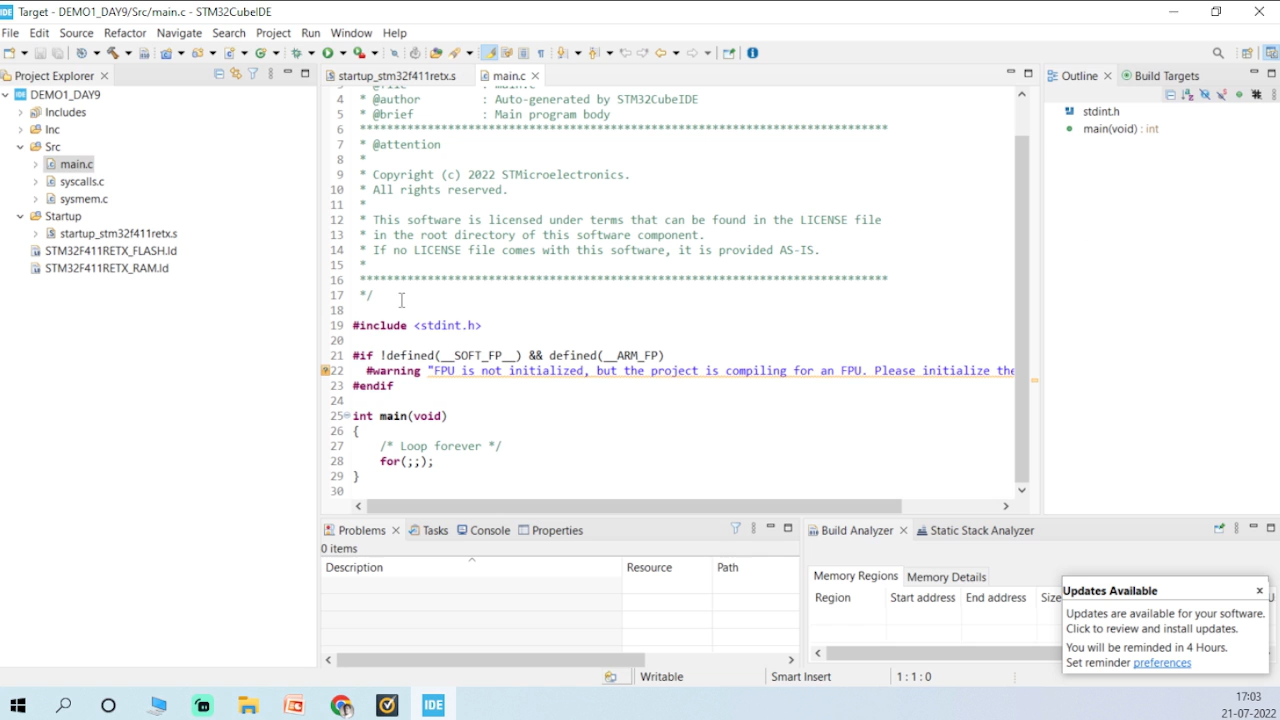 IDE Target - DEMO1_DAY9/Src/main.c - STM32CubeIDE
File Edit Source Refactor Navigate Search Project Run Window Help
Project Explorer
DEMO1_DAY9
Includes
Inc
Src
main.c
syscalls.c
sysmem.c
Startup
startup_stm32f411retx.s
STM32F411RETX_FLASH.ld
STM32F411RETX_RAM.ld
startup_stm32f411retx.s main.c
4 * @author : Auto-generated by STM32CubeIDE
5 * @brief : Main program body
6 ******************************************************************************
7 * @attention
8 *
9 * Copyright (c) 2022 STMicroelectronics.
10 * All rights reserved.
11 *
12 * This software is licensed under terms that can be found in the LICENSE file
13 * in the root directory of this software component.
14 * If no LICENSE file comes with this software, it is provided AS-IS.
15 *
16 ******************************************************************************
17 */
18
19 #include <stdint.h>
20
21 #if !defined(__SOFT_FP__) && defined(__ARM_FP)
22 #warning "FPU is not initialized, but the project is compiling for an FPU. Please initialize the
23 #endif
24
25 int main(void)
26 {
27 /* Loop forever */
28 for(;;);
29 }
30
Outline Build Targets
stdint.h
main(void) : int
Problems Tasks Console Properties
0 items
Description Resource Path
Build Analyzer Static Stack Analyzer
Memory Regions Memory Details
Region Start address End address Size
Updates Available
Updates are available for your software.
Click to review and install updates.
You will be reminded in 4 Hours.
Set reminder preferences
Writable Smart Insert 1 : 1 : 0
IDE
17:03
21-07-2022